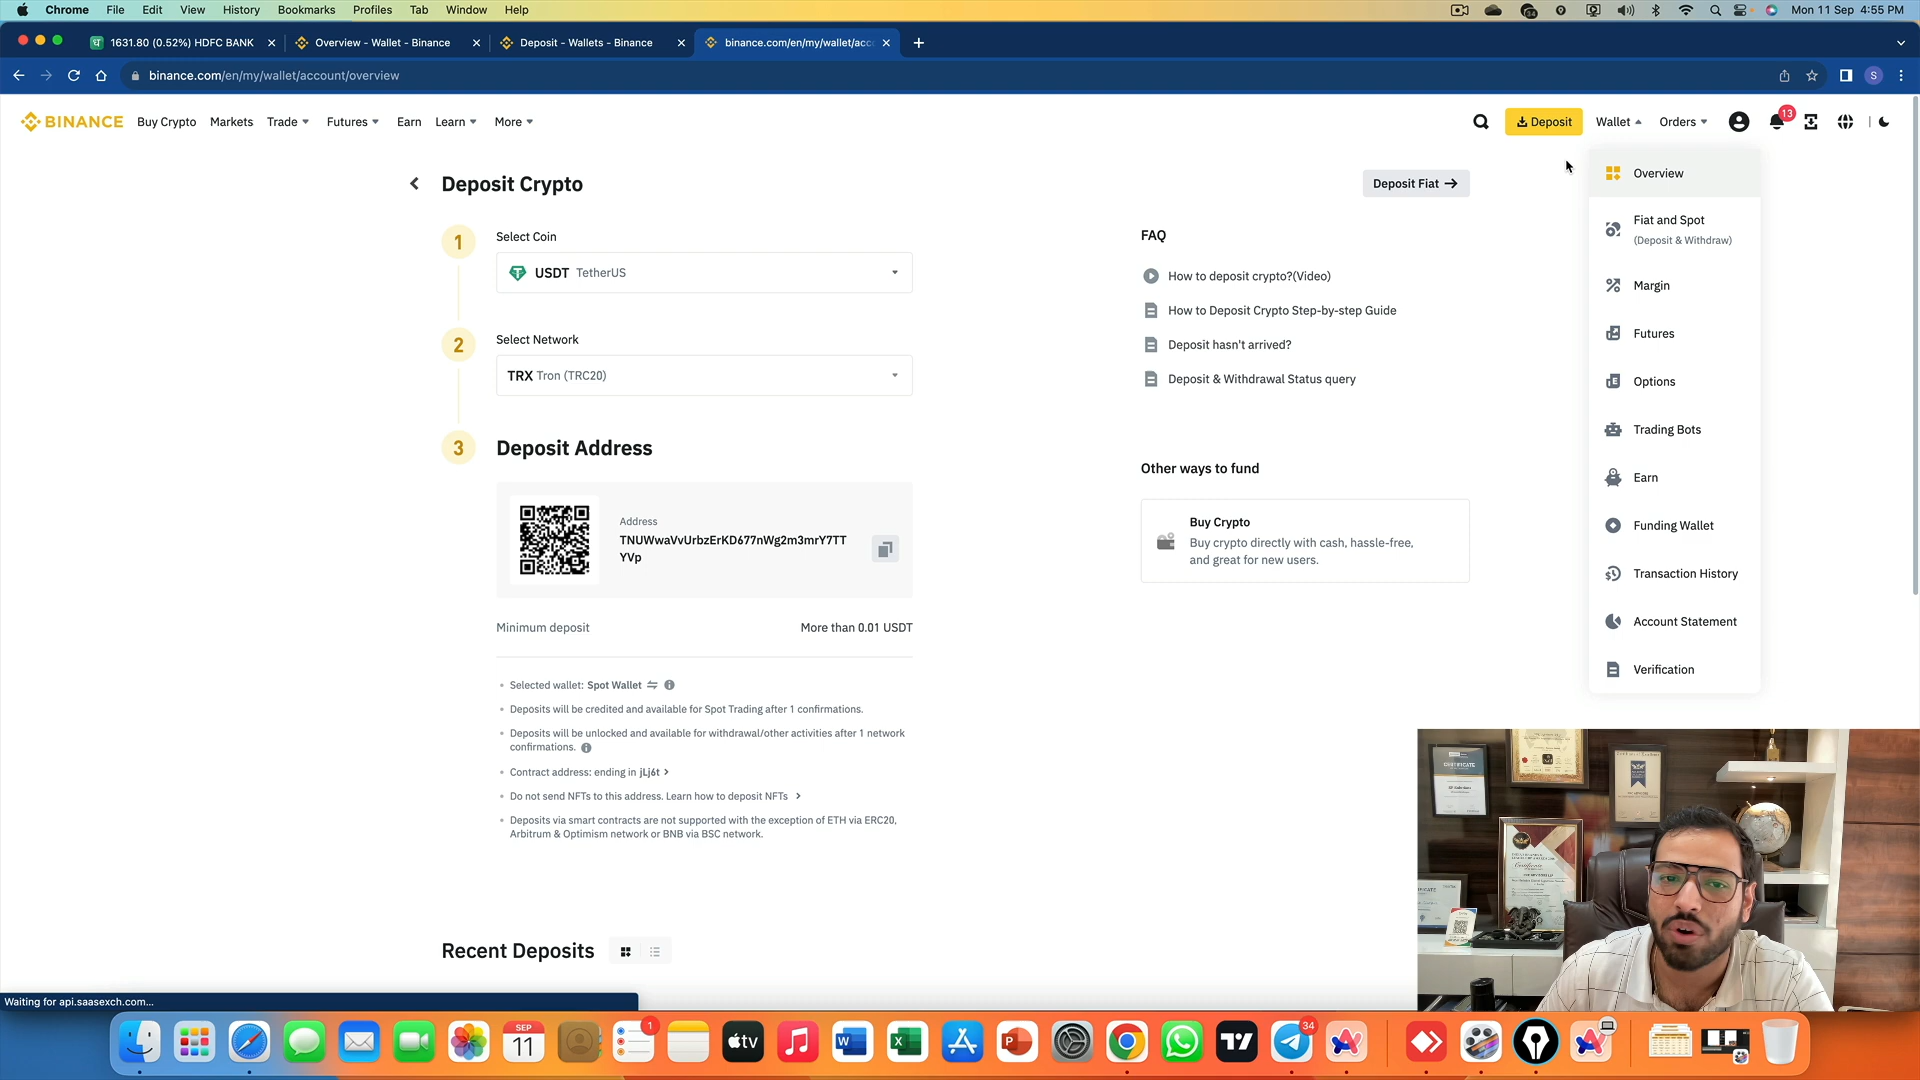 Chrome File Edit View History Bookmarks Profiles Tab Window Help
34
Mon 11 Sep 4:55 PM
1631.80 (0.52%) HDFC BANK
Overview - Wallet - Binance
Deposit - Wallets - Binance
binance.com/en/my/wallet/acc
binance.com/en/my/wallet/account/overview
S
BINANCE Buy Crypto Markets Trade Futures Earn Learn More
Deposit Wallet Orders 13
Deposit Crypto
Deposit Fiat →
1 Select Coin
USDT TetherUS
2 Select Network
TRX Tron (TRC20)
3 Deposit Address
Address
TNUWwaVvUrbzErKD677nWg2m3mrY7TT
YVp
Minimum deposit More than 0.01 USDT
• Selected wallet: Spot Wallet
• Deposits will be credited and available for Spot Trading after 1 confirmations.
• Deposits will be unlocked and available for withdrawal/other activities after 1 network
confirmations.
• Contract address: ending in jLj6t >
• Do not send NFTs to this address. Learn how to deposit NFTs >
• Deposits via smart contracts are not supported with the exception of ETH via ERC20,
Arbitrum & Optimism network or BNB via BSC network.
Recent Deposits
FAQ
How to deposit crypto?(Video)
How to Deposit Crypto Step-by-step Guide
Deposit hasn't arrived?
Deposit & Withdrawal Status query
Other ways to fund
Buy Crypto
Buy crypto directly with cash, hassle-free,
and great for new users.
Overview
Fiat and Spot
(Deposit & Withdraw)
Margin
Futures
Options
Trading Bots
Earn
Funding Wallet
Transaction History
Account Statement
Verification
CERTIFICATE
Waiting for api.saasexch.com...
SEP
11
1
tv
W
X
P
34